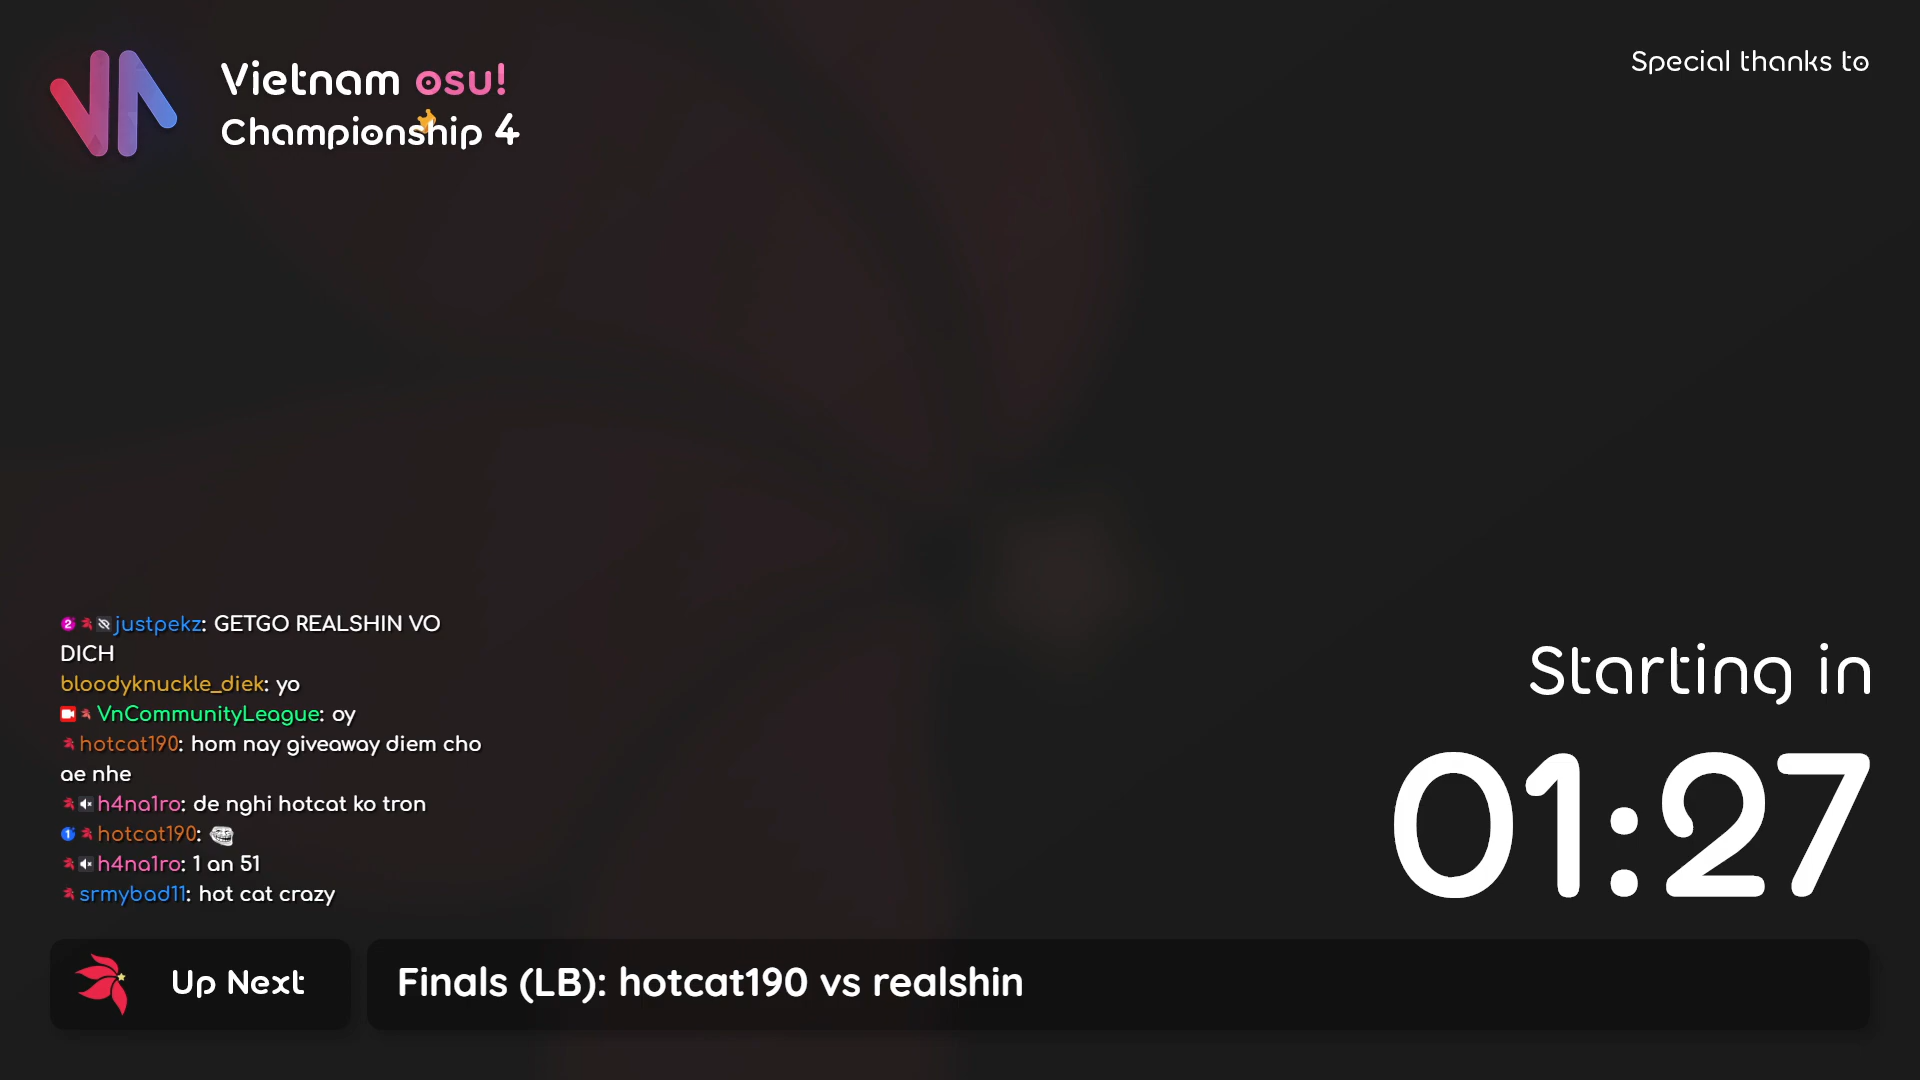 Vietnam osu!
Championship 4
Special thanks to
justpekz: GETGO REALSHIN VO
DICH
bloodyknuckle_diek: yo
VnCommunityLeague: oy
hotcat190: hom nay giveaway diem cho
ae nhe
h4na1ro: de nghi hotcat ko tron
hotcat190:
h4na1ro: 1 an 51
srmybad11: hot cat crazy
Starting in
01:27
Up Next
Finals (LB): hotcat190 vs realshin